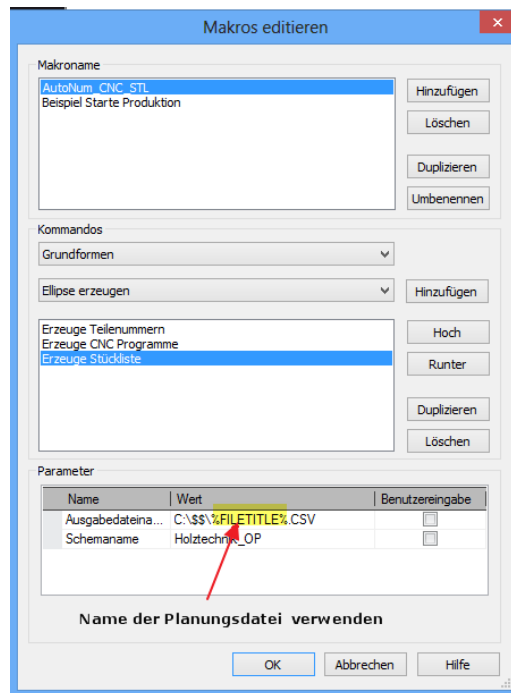 Makros editieren
Makroname
AutoNum_CNC_STL
Beispiel Starte Produktion
Hinzufügen
Löschen
Duplizieren
Umbenennen
Kommandos
Grundformen
Ellipse erzeugen
Hinzufügen
Erzeuge Teilenummern
Erzeuge CNC Programme
Erzeuge Stückliste
Hoch
Runter
Duplizieren
Löschen
Parameter
Name Wert Benutzereingabe
Ausgabedateina... C:\$$\%FILETITLE%.CSV
Schemaname Holztechnik_OP
Name der Planungsdatei verwenden
OK Abbrechen Hilfe